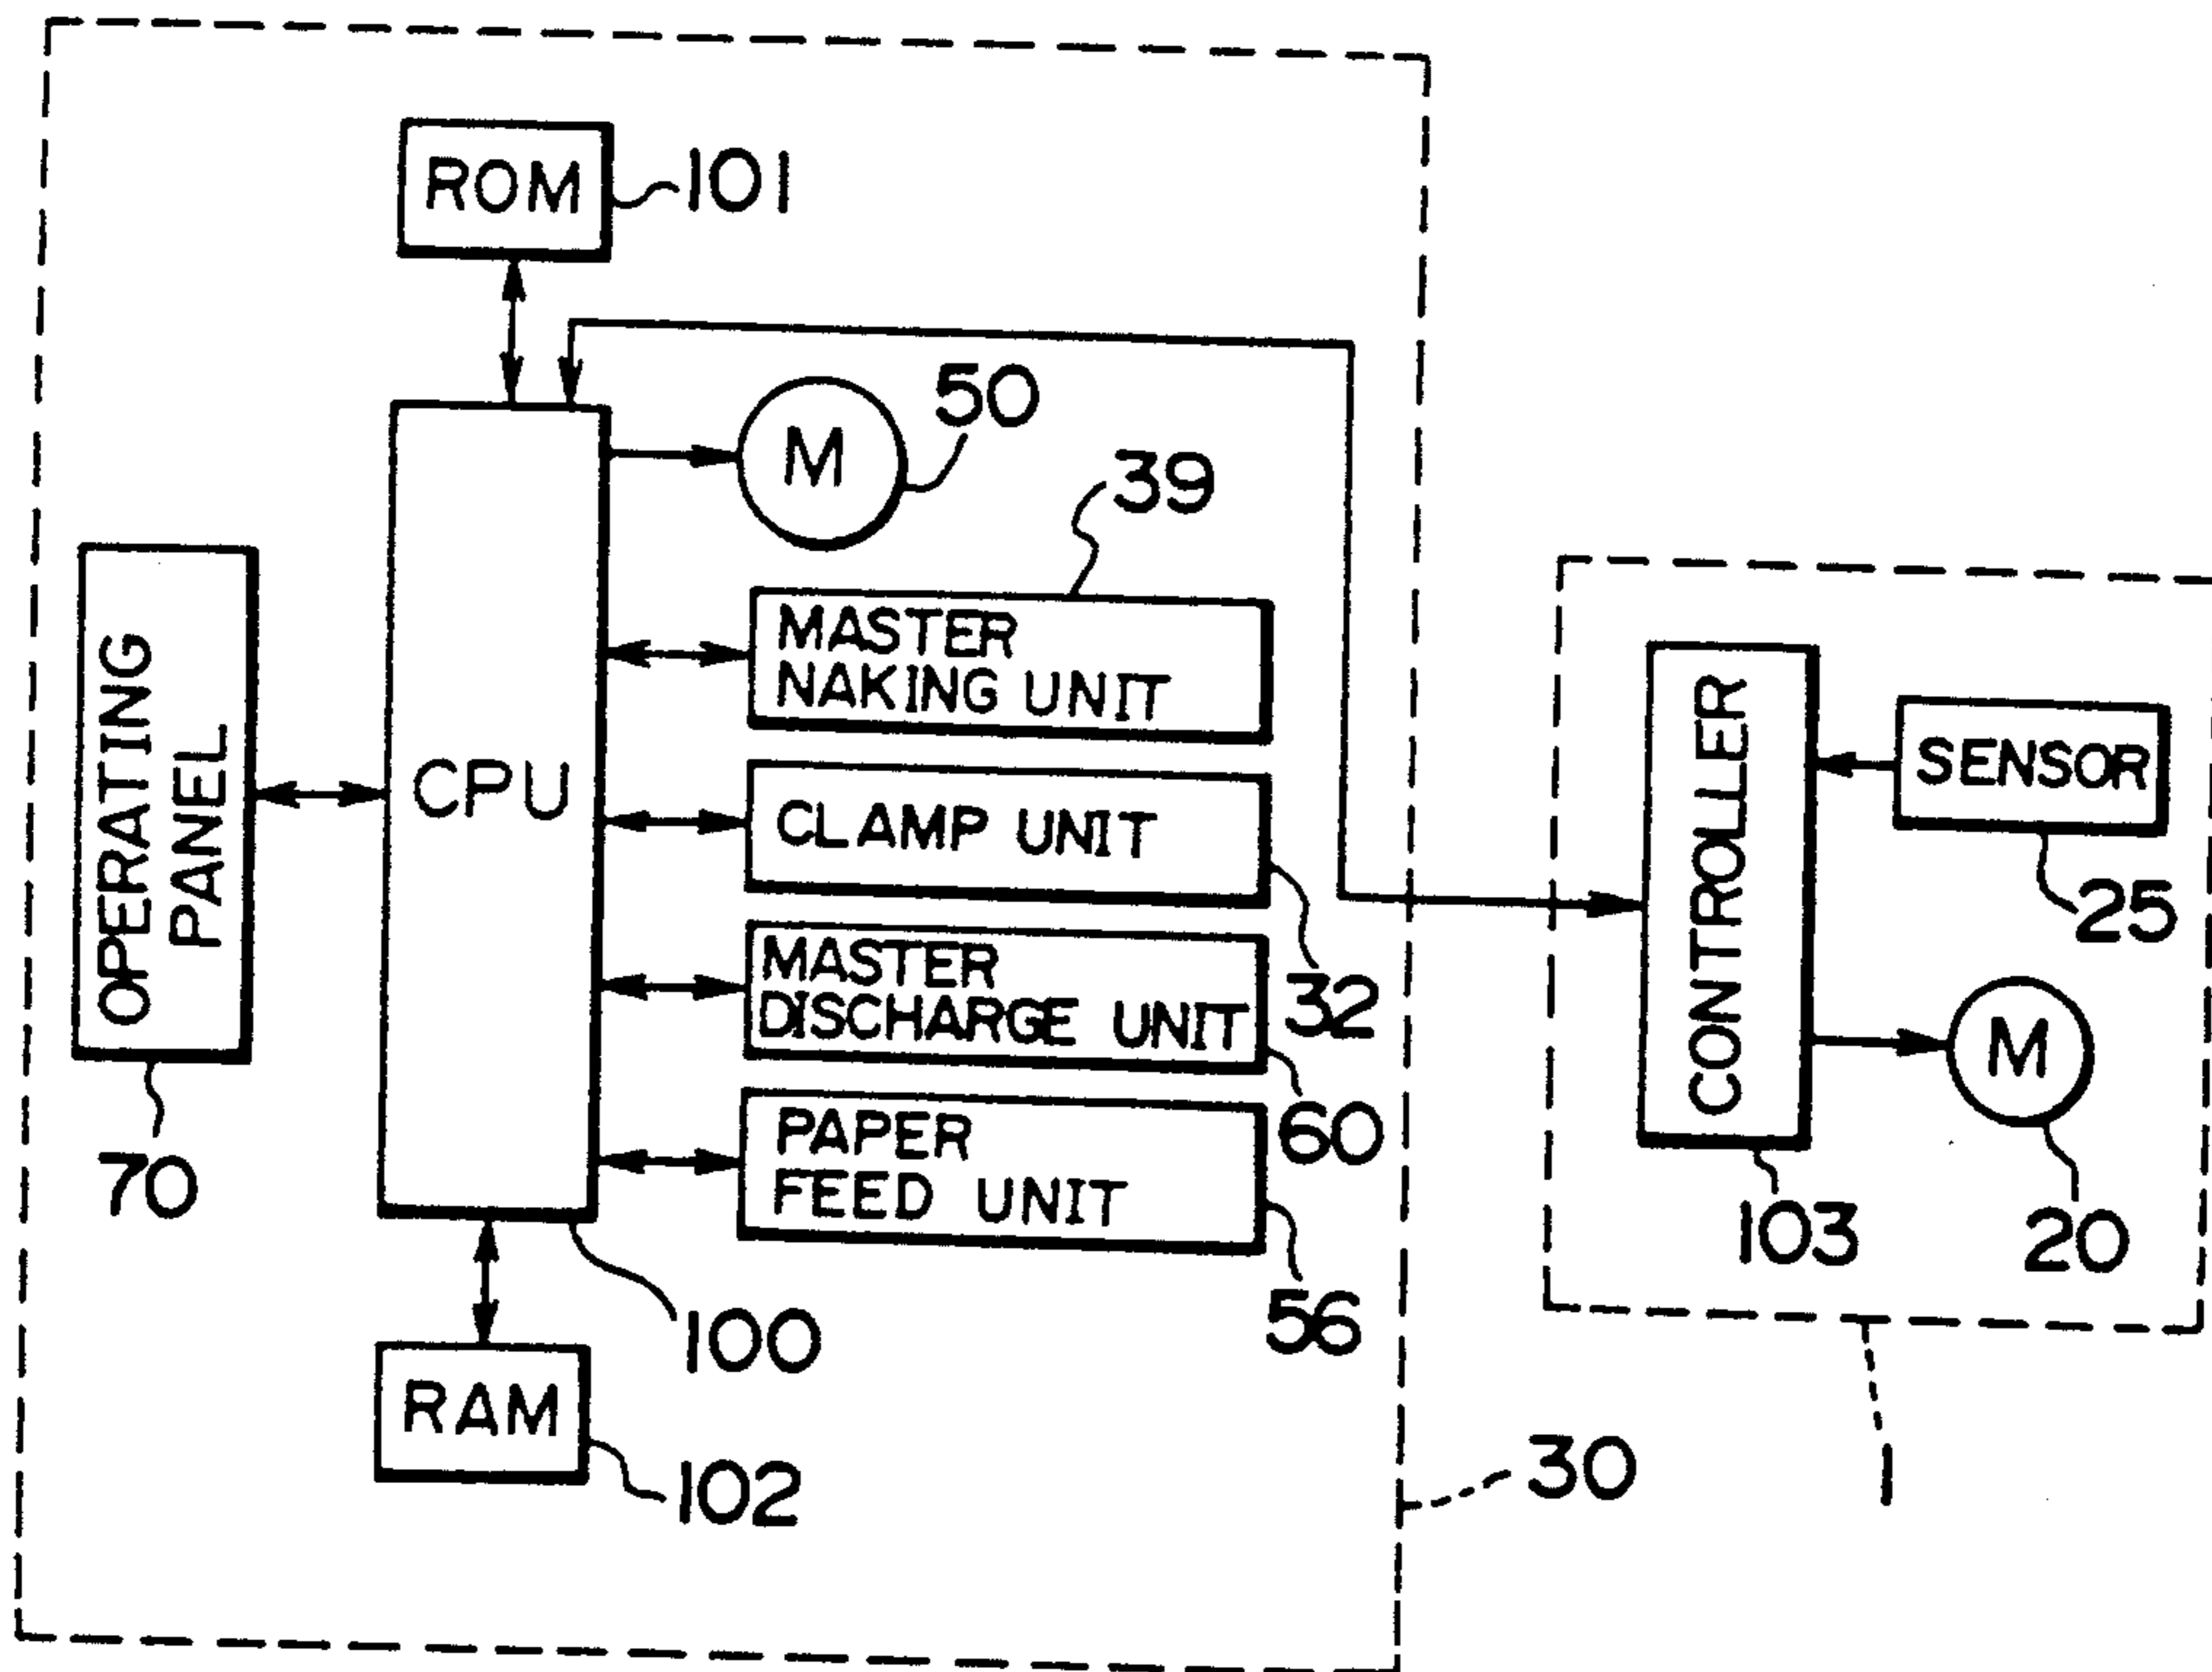 ROM
101
M
50
39
MASTER
NAKING UNIT
OPERATING
PANEL
CPU
CLAMP UNIT
CONTROLLER
SENSOR
25
MASTER
DISCHARGE UNIT
32
M
PAPER
FEED UNIT
60
70
103
20
56
100
RAM
102
30
1